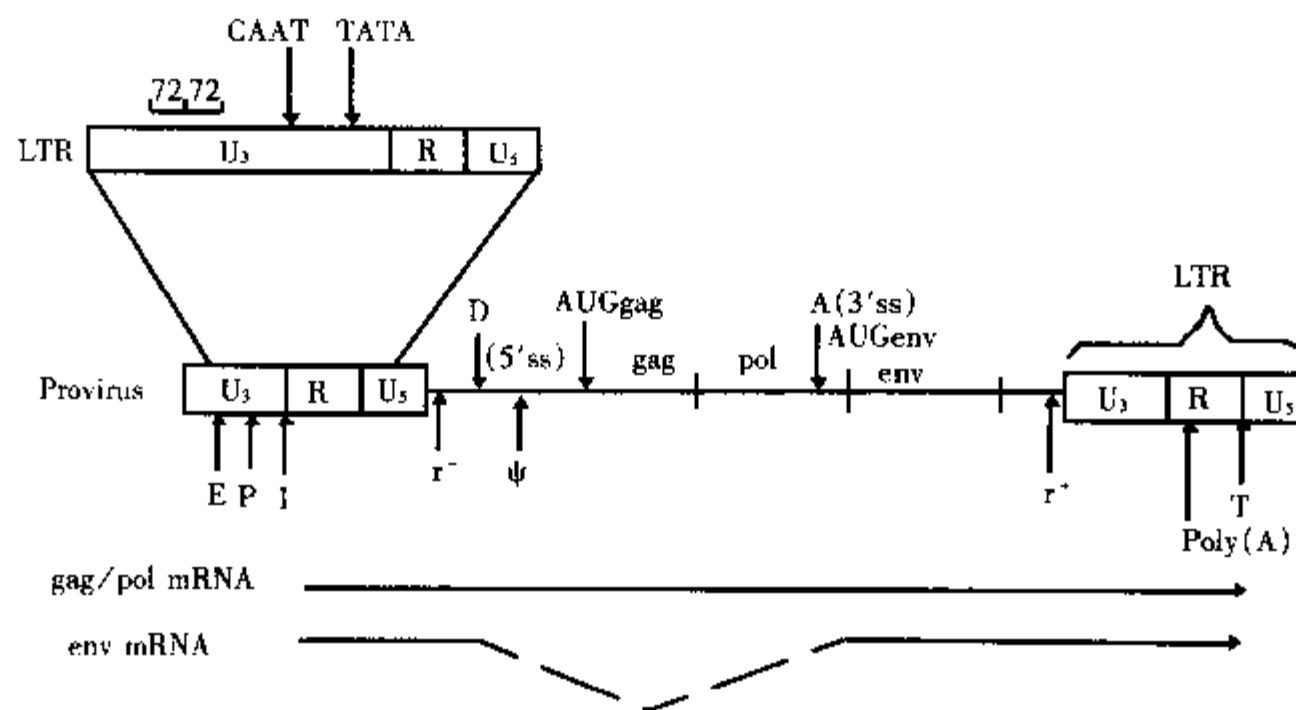 CAAT TATA
72 72
LTR U₃ R U₅
LTR
D AUGgag A(3′ss)
(5′ss) gag pol AUGenv
env
Provirus U₃ R U₅ U₃ R U₅
r⁻ ψ r⁺
E P I T
Poly(A)
gag/pol mRNA
env mRNA